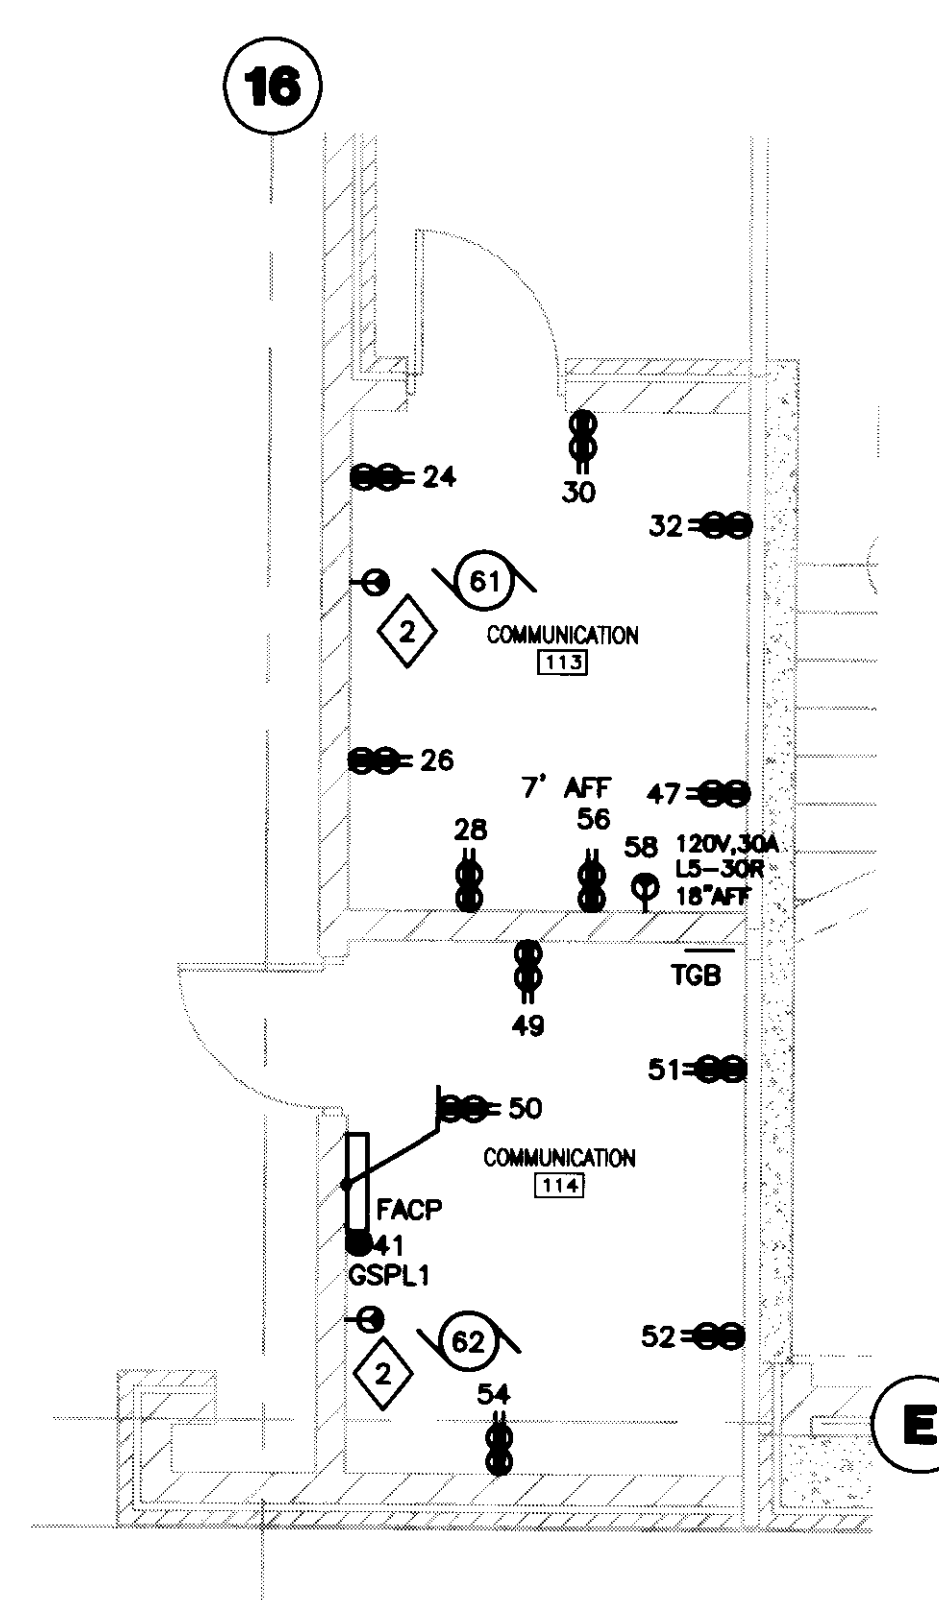 16
24
30
32
61
2
COMMUNICATION
113
26
7' AFF
47
28
56
58
120V,30A
L5-30R
18"AFF
TGB
49
51
50
COMMUNICATION
114
FACP
41
GSPL1
62
52
2
54
E